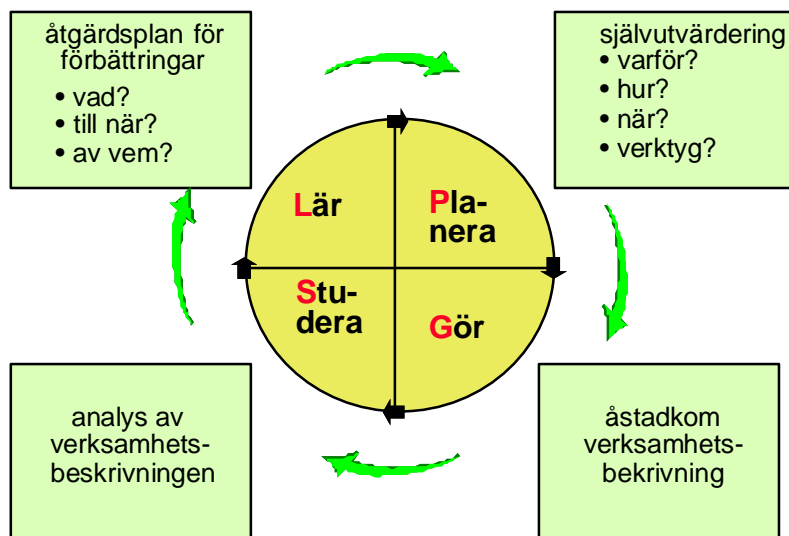 åtgärdsplan för
förbättringar
• vad?
• till när?
• av vem?
självutvärdering
• varför?
• hur?
• när?
• verktyg?
Lär
Pla-
nera
Stu-
dera
Gör
analys av
verksamhets-
beskrivningen
åstadkom
verksamhets-
bekrivning